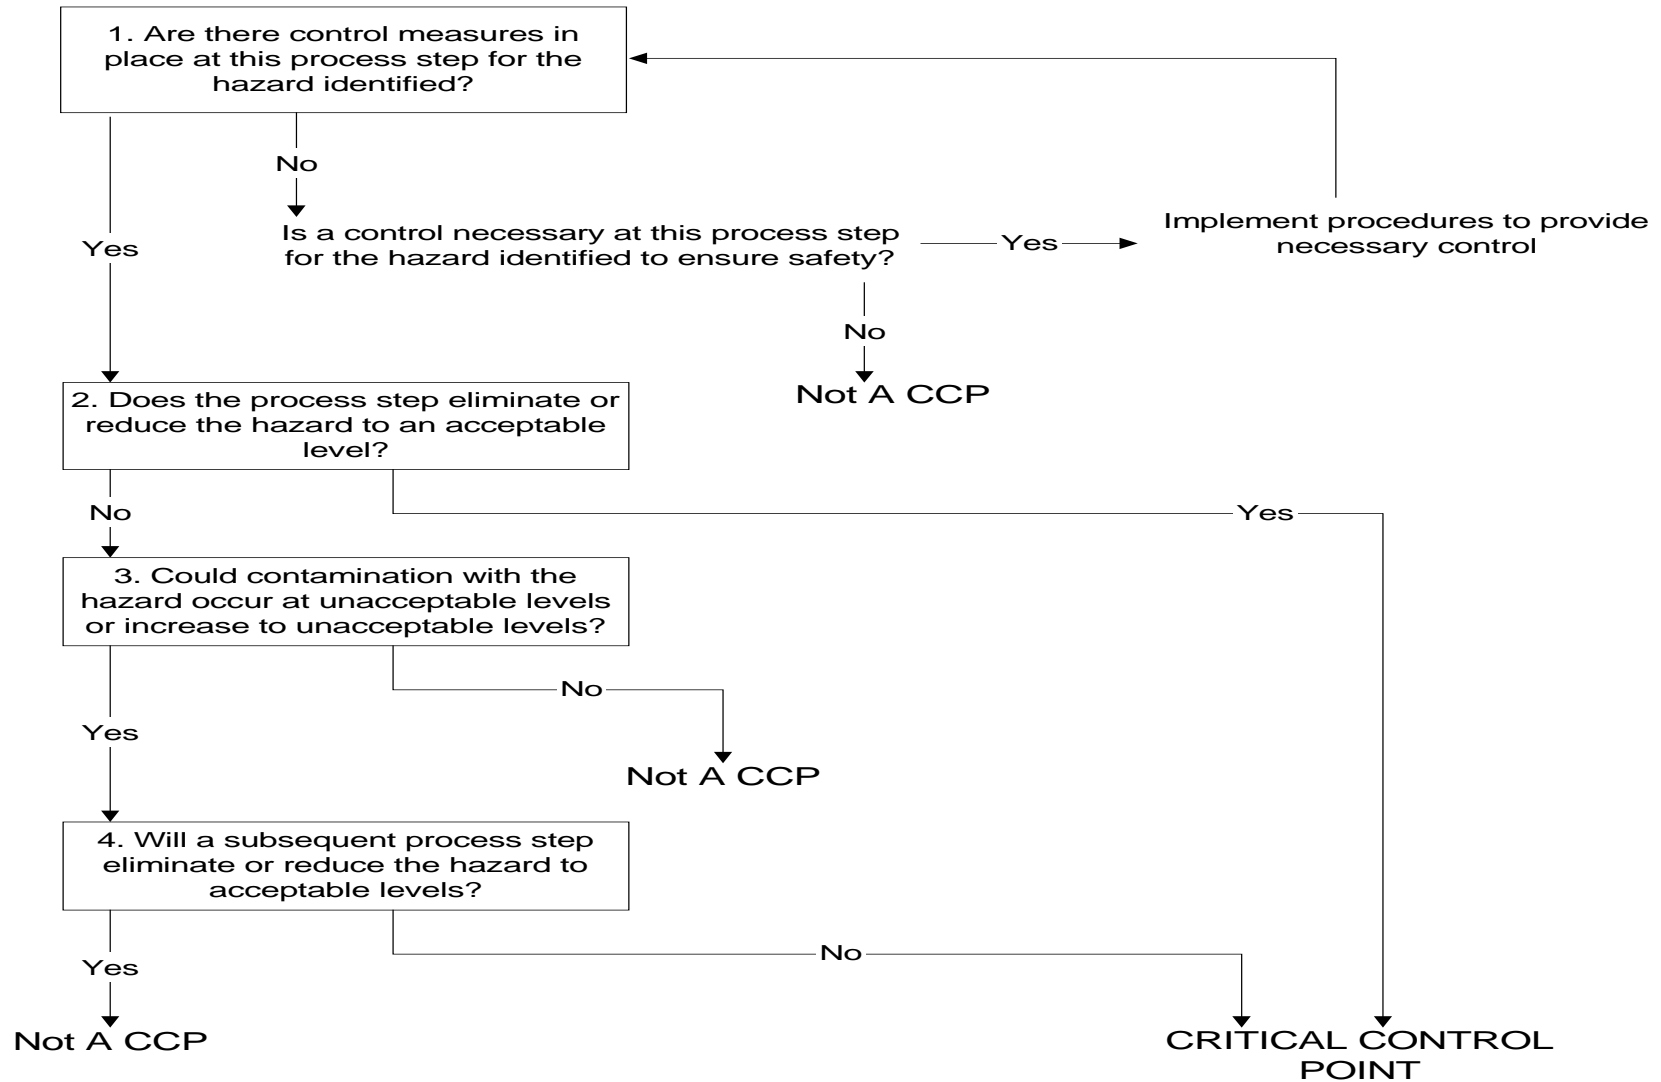 1. Are there control measures in
place at this process step for the
hazard identified?
No
Yes
Is a control necessary at this process step
for the hazard identified to ensure safety?
Yes
Implement procedures to provide
necessary control
No
Not A CCP
2. Does the process step eliminate or
reduce the hazard to an acceptable
level?
No
Yes
3. Could contamination with the
hazard occur at unacceptable levels
or increase to unacceptable levels?
No
Yes
Not A CCP
4. Will a subsequent process step
eliminate or reduce the hazard to
acceptable levels?
No
Yes
Not A CCP
CRITICAL CONTROL
POINT